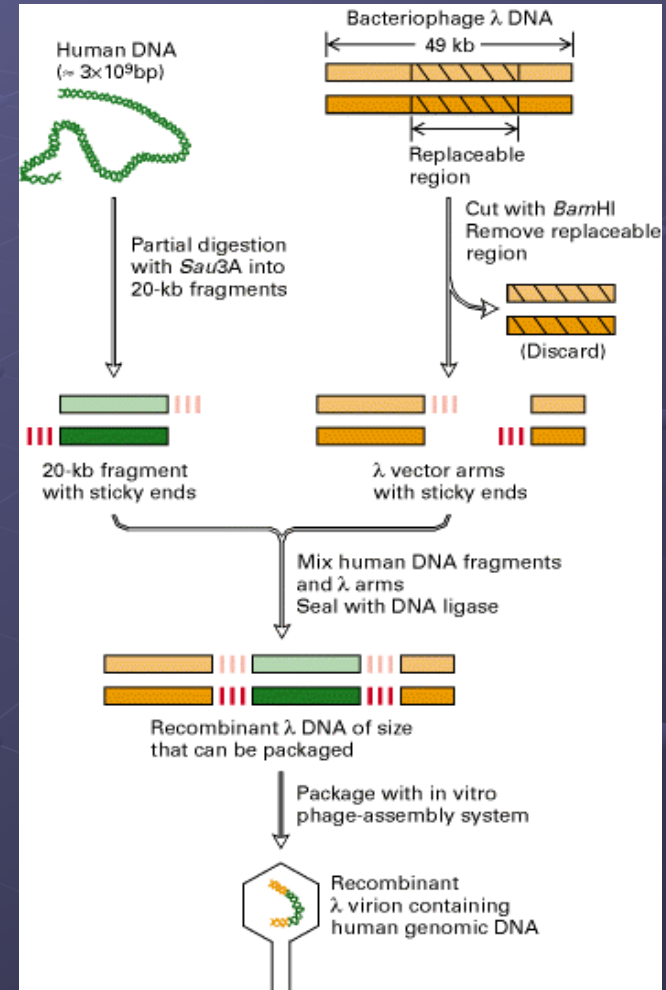 Human DNA
(≈ 3×10⁹bp)
Bacteriophage λ DNA
49 kb
Replaceable
region
Partial digestion
with Sau3A into
20-kb fragments
Cut with BamHI
Remove replaceable
region
(Discard)
20-kb fragment
with sticky ends
λ vector arms
with sticky ends
Mix human DNA fragments
and λ arms
Seal with DNA ligase
Recombinant λ DNA of size
that can be packaged
Package with in vitro
phage-assembly system
Recombinant
λ virion containing
human genomic DNA